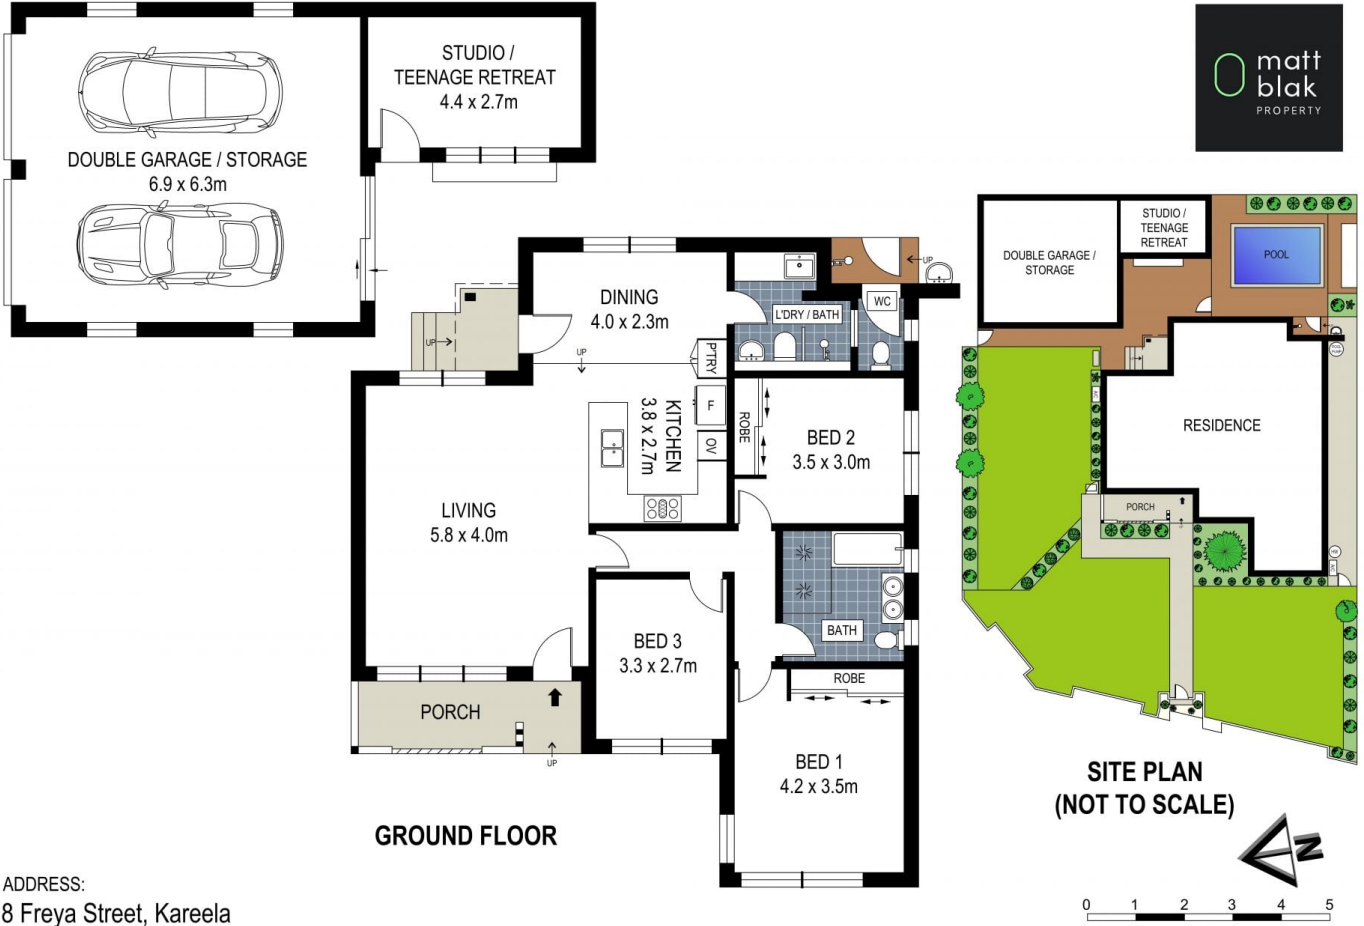 STUDIO /
TEENAGE RETREAT
4.4 x 2.7m
DOUBLE GARAGE / STORAGE
6.9 x 6.3m
matt
blak
PROPERTY
DINING
4.0 x 2.3m
UP
UP
L'DRY / BATH
WC
UP
PTRY
F
OV
KITCHEN
3.8 x 2.7m
ROBE
BED 2
3.5 x 3.0m
LIVING
5.8 x 4.0m
BATH
BED 3
3.3 x 2.7m
ROBE
PORCH
UP
BED 1
4.2 x 3.5m
GROUND FLOOR
DOUBLE GARAGE /
STORAGE
STUDIO /
TEENAGE
RETREAT
POOL
RESIDENCE
A/C
PORCH
HW
A/C
SITE PLAN
(NOT TO SCALE)
N
0 1 2 3 4 5
ADDRESS:
8 Freya Street, Kareela